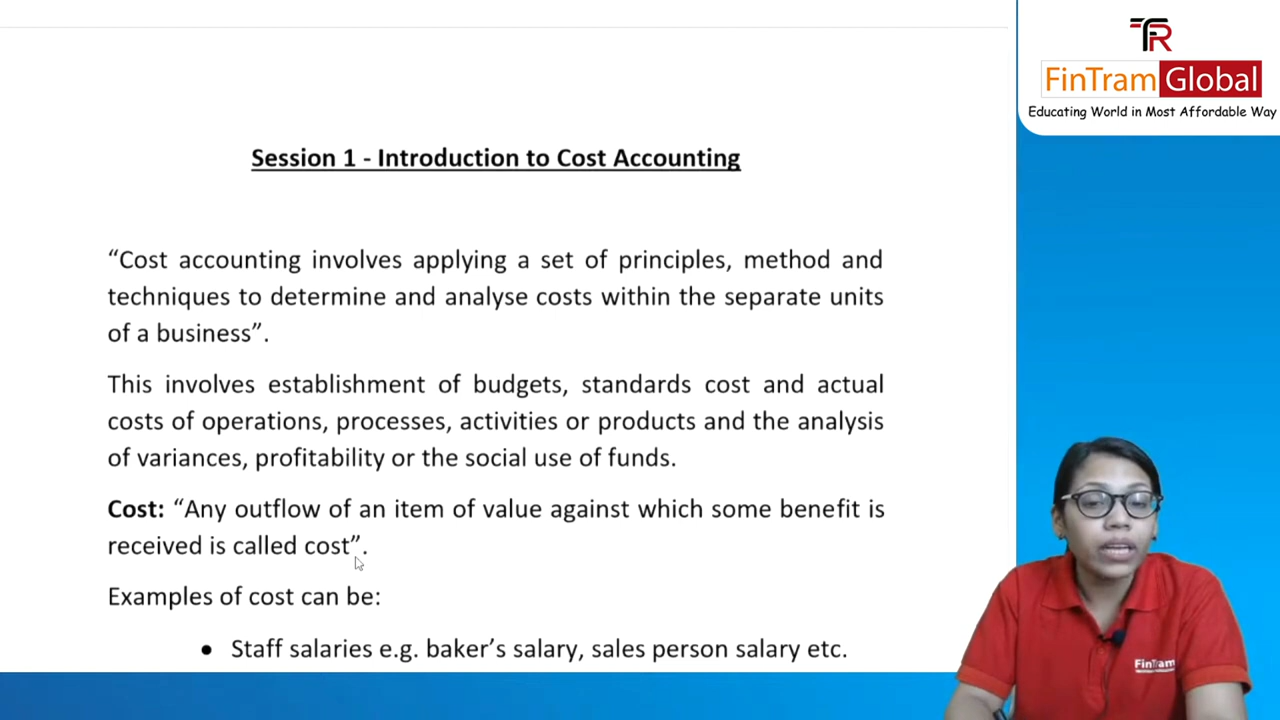 TR
FinTram Global
Educating World in Most Affordable Way
Session 1 - Introduction to Cost Accounting
“Cost accounting involves applying a set of principles, method and
techniques to determine and analyse costs within the separate units
of a business”.
This involves establishment of budgets, standards cost and actual
costs of operations, processes, activities or products and the analysis
of variances, profitability or the social use of funds.
Cost: “Any outflow of an item of value against which some benefit is
received is called cost”.
Examples of cost can be:
• Staff salaries e.g. baker’s salary, sales person salary etc.
FinTram